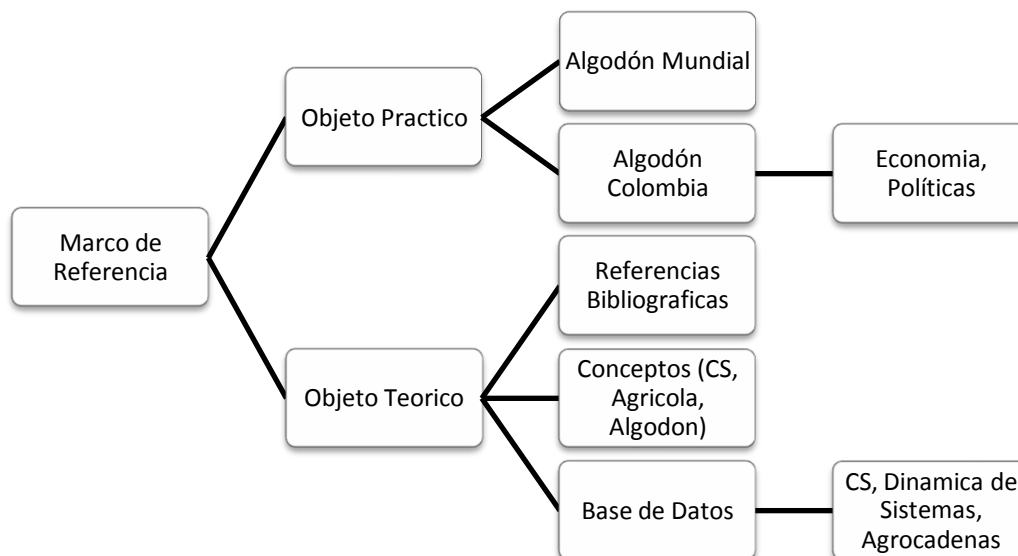 Marco de
Referencia
Objeto Practico
Algodón Mundial
Algodón
Colombia
Economia,
Políticas
Objeto Teorico
Referencias
Bibliograficas
Conceptos (CS,
Agricola,
Algodon)
Base de Datos
CS, Dinamica de
Sistemas,
Agrocadenas